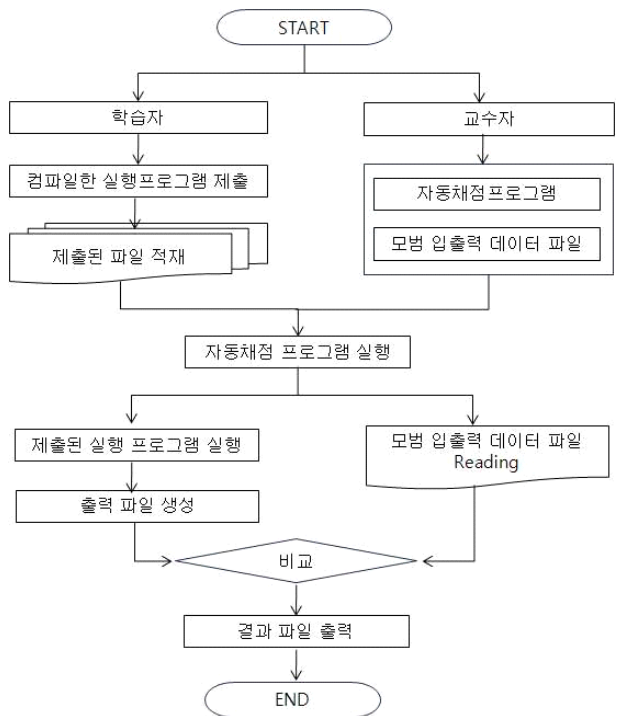 START
학습자
교수자
컴파일한 실행프로그램 제출
자동채점프로그램
제출된 파일 적재
모범 입출력 데이터 파일
자동채점 프로그램 실행
제출된 실행 프로그램 실행
모범 입출력 데이터 파일
Reading
출력 파일 생성
비교
결과 파일 출력
END